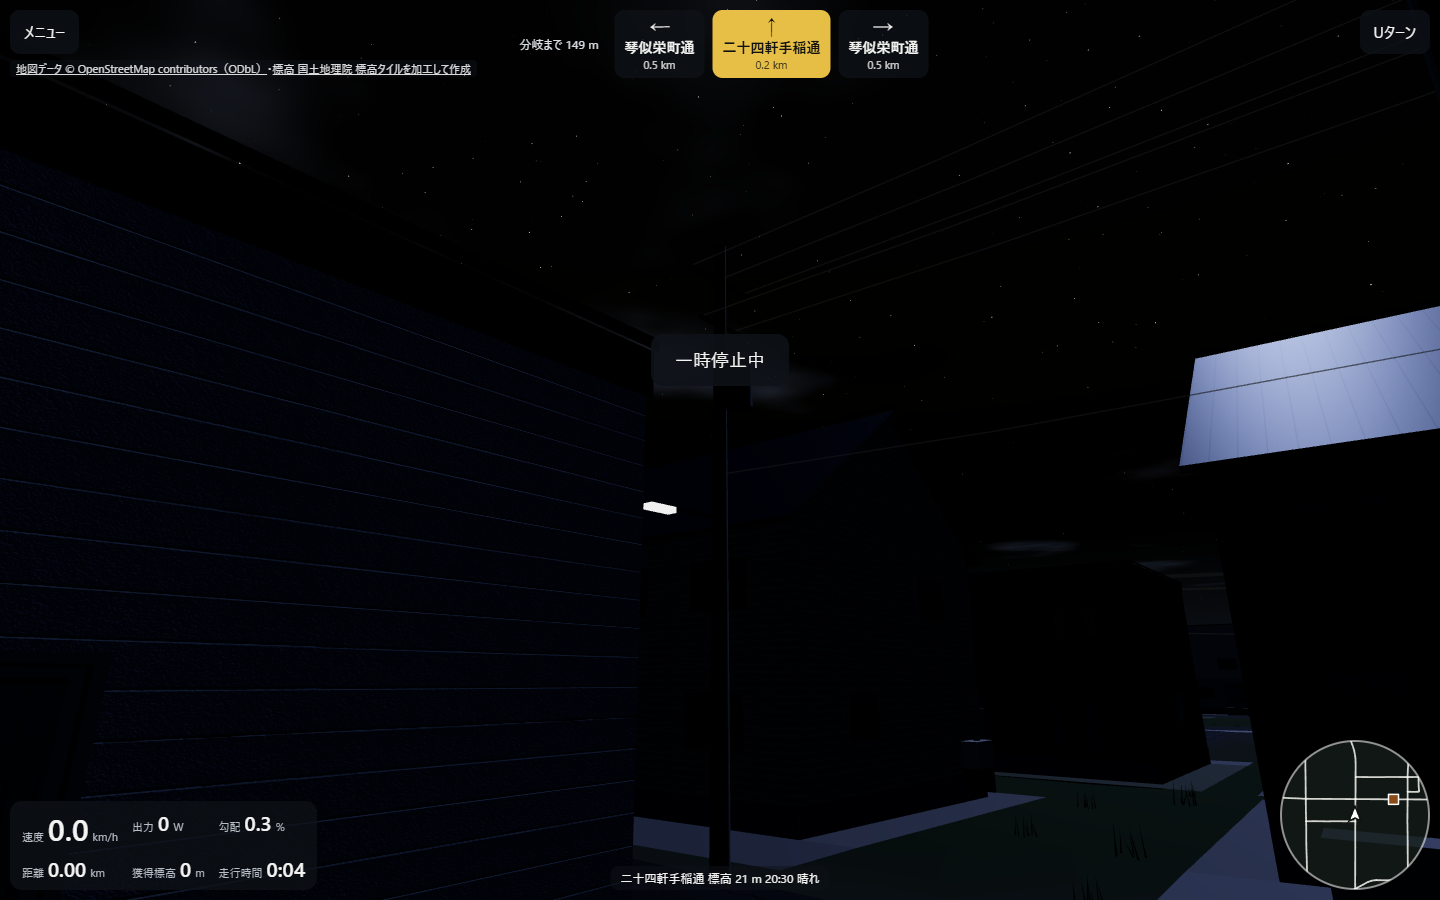 メニュー
地図データ © OpenStreetMap contributors（ODbL）・標高 国土地理院 標高タイルを加工して作成
分岐まで 149 m
← 琴似栄町通 0.5 km
↑ 二十四軒手稲通 0.2 km
→ 琴似栄町通 0.5 km
Uターン
一時停止中
速度 0.0 km/h 出力 0 W 勾配 0.3 %
距離 0.00 km 獲得標高 0 m 走行時間 0:04
二十四軒手稲通 標高 21 m 20:30 晴れ